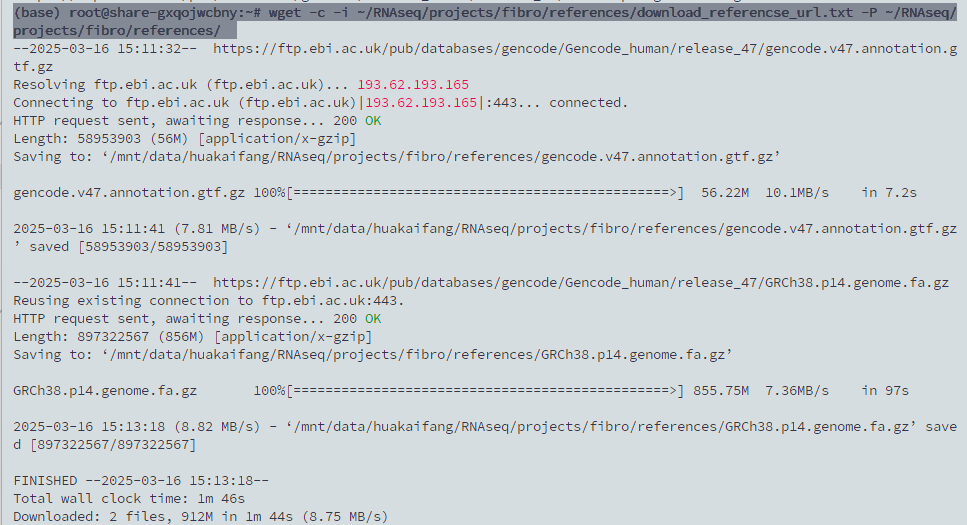 (base) root@share-gxqojwcbny:~# wget -c -i ~/RNAseq/projects/fibro/references/download_referencse_url.txt -P ~/RNAseq/
projects/fibro/references/
--2025-03-16 15:11:32--  https://ftp.ebi.ac.uk/pub/databases/gencode/Gencode_human/release_47/gencode.v47.annotation.g
tf.gz
Resolving ftp.ebi.ac.uk (ftp.ebi.ac.uk)... 193.62.193.165
Connecting to ftp.ebi.ac.uk (ftp.ebi.ac.uk)|193.62.193.165|:443... connected.
HTTP request sent, awaiting response... 200 OK
Length: 58953903 (56M) [application/x-gzip]
Saving to: ‘/mnt/data/huakaifang/RNAseq/projects/fibro/references/gencode.v47.annotation.gtf.gz’
gencode.v47.annotation.gtf.gz 100%[===============================================>]  56.22M  10.1MB/s    in 7.2s
2025-03-16 15:11:41 (7.81 MB/s) - ‘/mnt/data/huakaifang/RNAseq/projects/fibro/references/gencode.v47.annotation.gtf.gz
’ saved [58953903/58953903]
--2025-03-16 15:11:41--  https://ftp.ebi.ac.uk/pub/databases/gencode/Gencode_human/release_47/GRCh38.p14.genome.fa.gz
Reusing existing connection to ftp.ebi.ac.uk:443.
HTTP request sent, awaiting response... 200 OK
Length: 897322567 (856M) [application/x-gzip]
Saving to: ‘/mnt/data/huakaifang/RNAseq/projects/fibro/references/GRCh38.p14.genome.fa.gz’
GRCh38.p14.genome.fa.gz       100%[===============================================>] 855.75M  7.36MB/s    in 97s
2025-03-16 15:13:18 (8.82 MB/s) - ‘/mnt/data/huakaifang/RNAseq/projects/fibro/references/GRCh38.p14.genome.fa.gz’ save
d [897322567/897322567]
FINISHED --2025-03-16 15:13:18--
Total wall clock time: 1m 46s
Downloaded: 2 files, 912M in 1m 44s (8.75 MB/s)